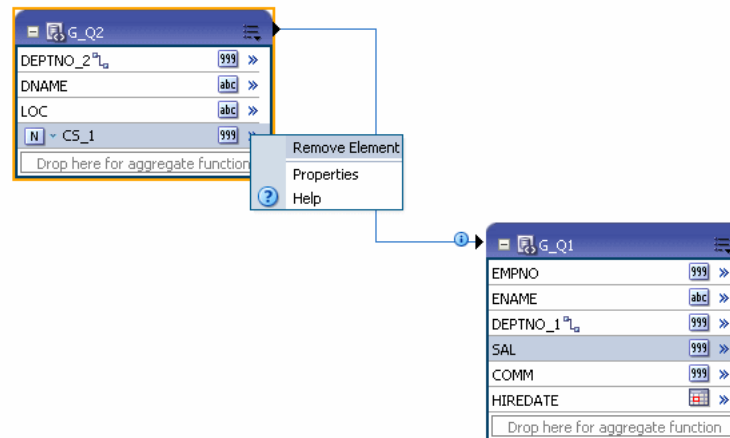 G_Q2
DEPTNO_2 999
DNAME abc
LOC abc
N CS_1 999
Drop here for aggregate function
Remove Element
Properties
? Help
i
G_Q1
EMPNO 999
ENAME abc
DEPTNO_1 999
SAL 999
COMM 999
HIREDATE
Drop here for aggregate function